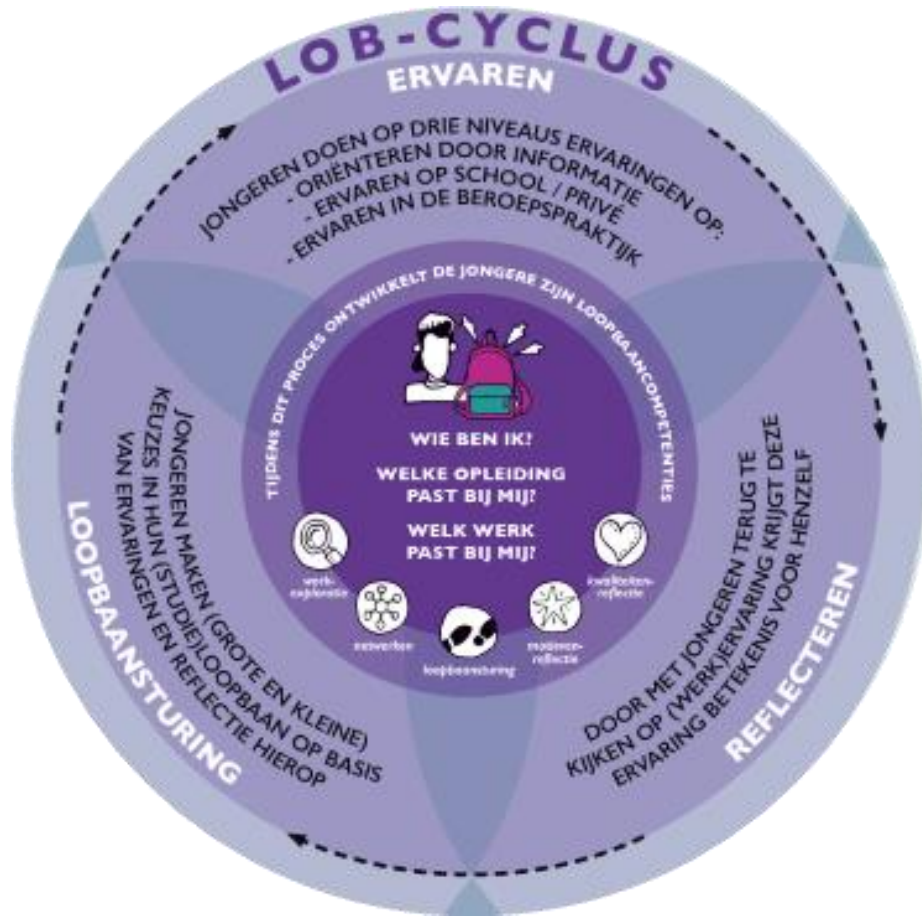 LOB-CYCLUS
ERVAREN
JONGEREN DOEN OP DRIE NIVEAUS ERVARINGEN OP:
- ORIËNTEREN DOOR INFORMATIE
- ERVAREN OP SCHOOL / PRIVÉ
- ERVAREN IN DE BEROEPSPRAKTIJK
TIJDENS DIT PROCES ONTWIKKELT DE JONGERE ZIJN LOOPBAANCOMPETENTIES
WIE BEN IK?
WELKE OPLEIDING
PAST BIJ MIJ?
WELK WERK
PAST BIJ MIJ?
werk-
exploratie
netwerken
loopbaansturing
motieven-
reflectie
kwaliteiten-
reflectie
DOOR MET JONGEREN TERUG TE
KIJKEN OP (WERK)ERVARING KRIJGT DEZE
ERVARING BETEKENIS VOOR HENZELF
REFLECTEREN
JONGEREN MAKEN (GROTE EN KLEINE)
KEUZES IN HUN (STUDIE)LOOPBAAN OP BASIS
VAN ERVARINGEN EN REFLECTIE HIEROP
LOOPBAANSTURING